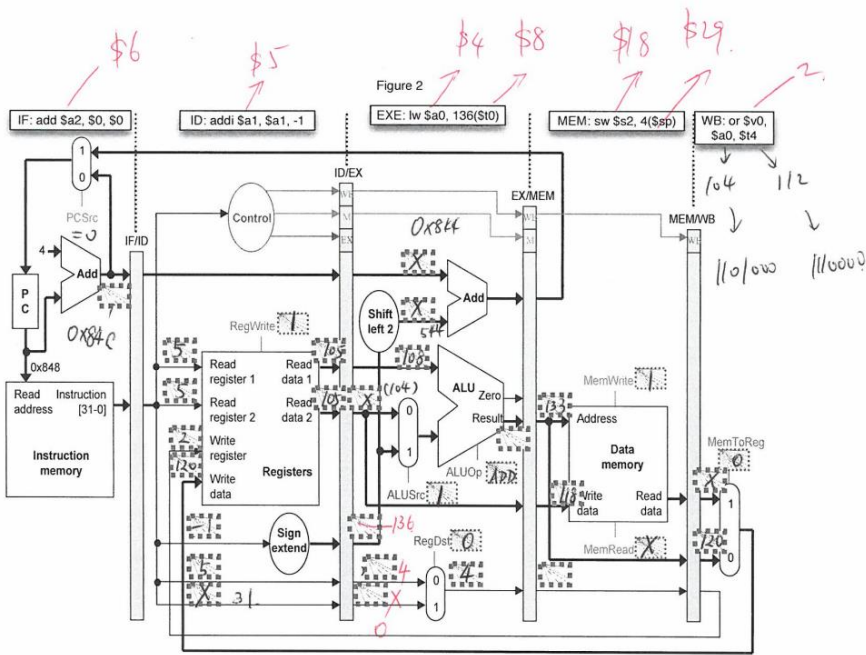 $6
$5
$4
$8
$18
$29
2
Figure 2
IF: add $a2, $0, $0
ID: addi $a1, $a1, -1
EXE: lw $a0, 136($t0)
MEM: sw $s2, 4($sp)
WB: or $v0,
$a0, $t4
104
112
1101000
1110000
ID/EX
EX/MEM
MEM/WB
IF/ID
1
0
PCSrc
=0
4
Add
P
C
0x84C
0x848
Control
WB
M
EX
WB
M
WB
0x844
X
X
544
Add
Shift
left 2
RegWrite
1
5
5
2
120
Read
register 1
Read
register 2
Write
register
Write
data
Read
data 1
Read
data 2
Registers
105
105
108
X
(104)
0
1
ALU
Zero
Result
ALUOp
ADD
ALUSrc
1
Read
address
Instruction
[31-0]
Instruction
memory
MemWrite
1
133
Address
118
Write
data
Data
memory
Read
data
MemRead
X
MemToReg
0
X
1
120
0
-1
Sign
extend
136
RegDst
0
5
X
31
4
X
0
0
1
4